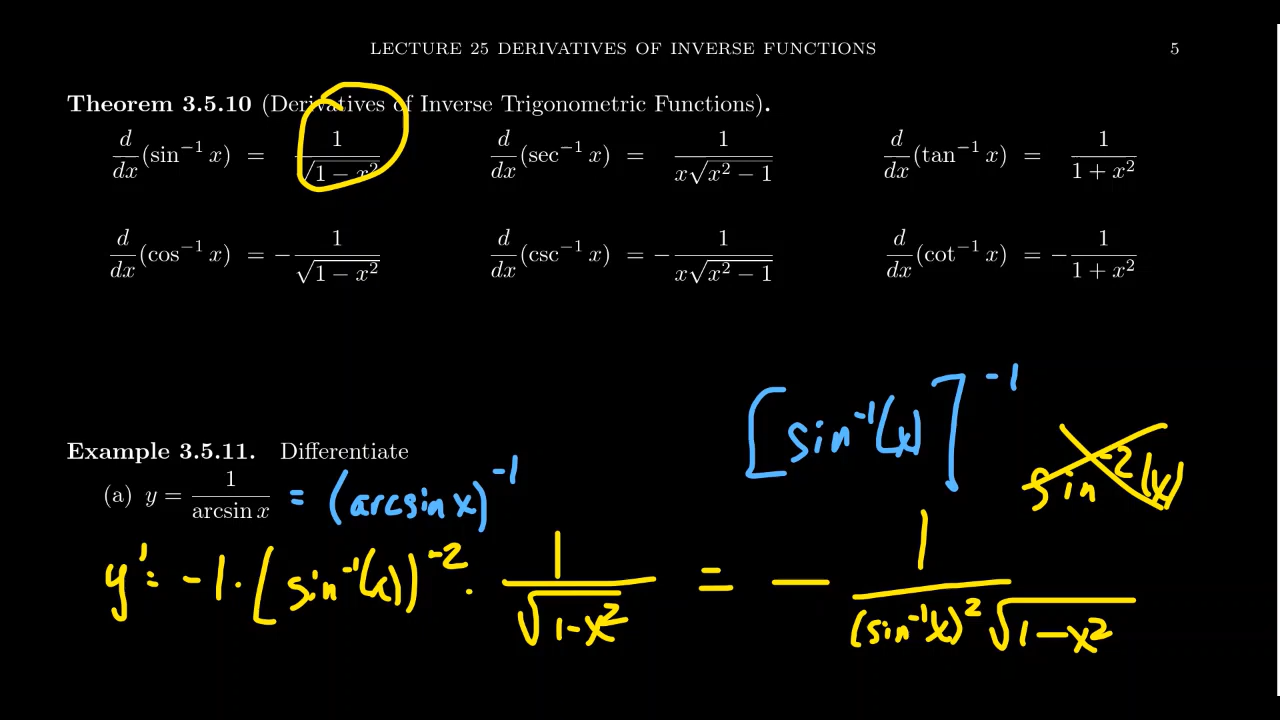 LECTURE 25 DERIVATIVES OF INVERSE FUNCTIONS 5
Theorem 3.5.10 (Derivatives of Inverse Trigonometric Functions).
d/dx(sin⁻¹ x) = 1/√(1 − x²) d/dx(sec⁻¹ x) = 1/(x√(x² − 1)) d/dx(tan⁻¹ x) = 1/(1 + x²)
d/dx(cos⁻¹ x) = −1/√(1 − x²) d/dx(csc⁻¹ x) = −1/(x√(x² − 1)) d/dx(cot⁻¹ x) = −1/(1 + x²)
[sin⁻¹(x)]⁻¹
Example 3.5.11. Differentiate
sin⁻²(x)
(a) y = 1/(arcsin x) = (arcsin x)⁻¹
y' = -1 · [sin⁻¹(x))⁻² · 1/√(1-x²) = − 1/((sin⁻¹x)²√(1-x²))